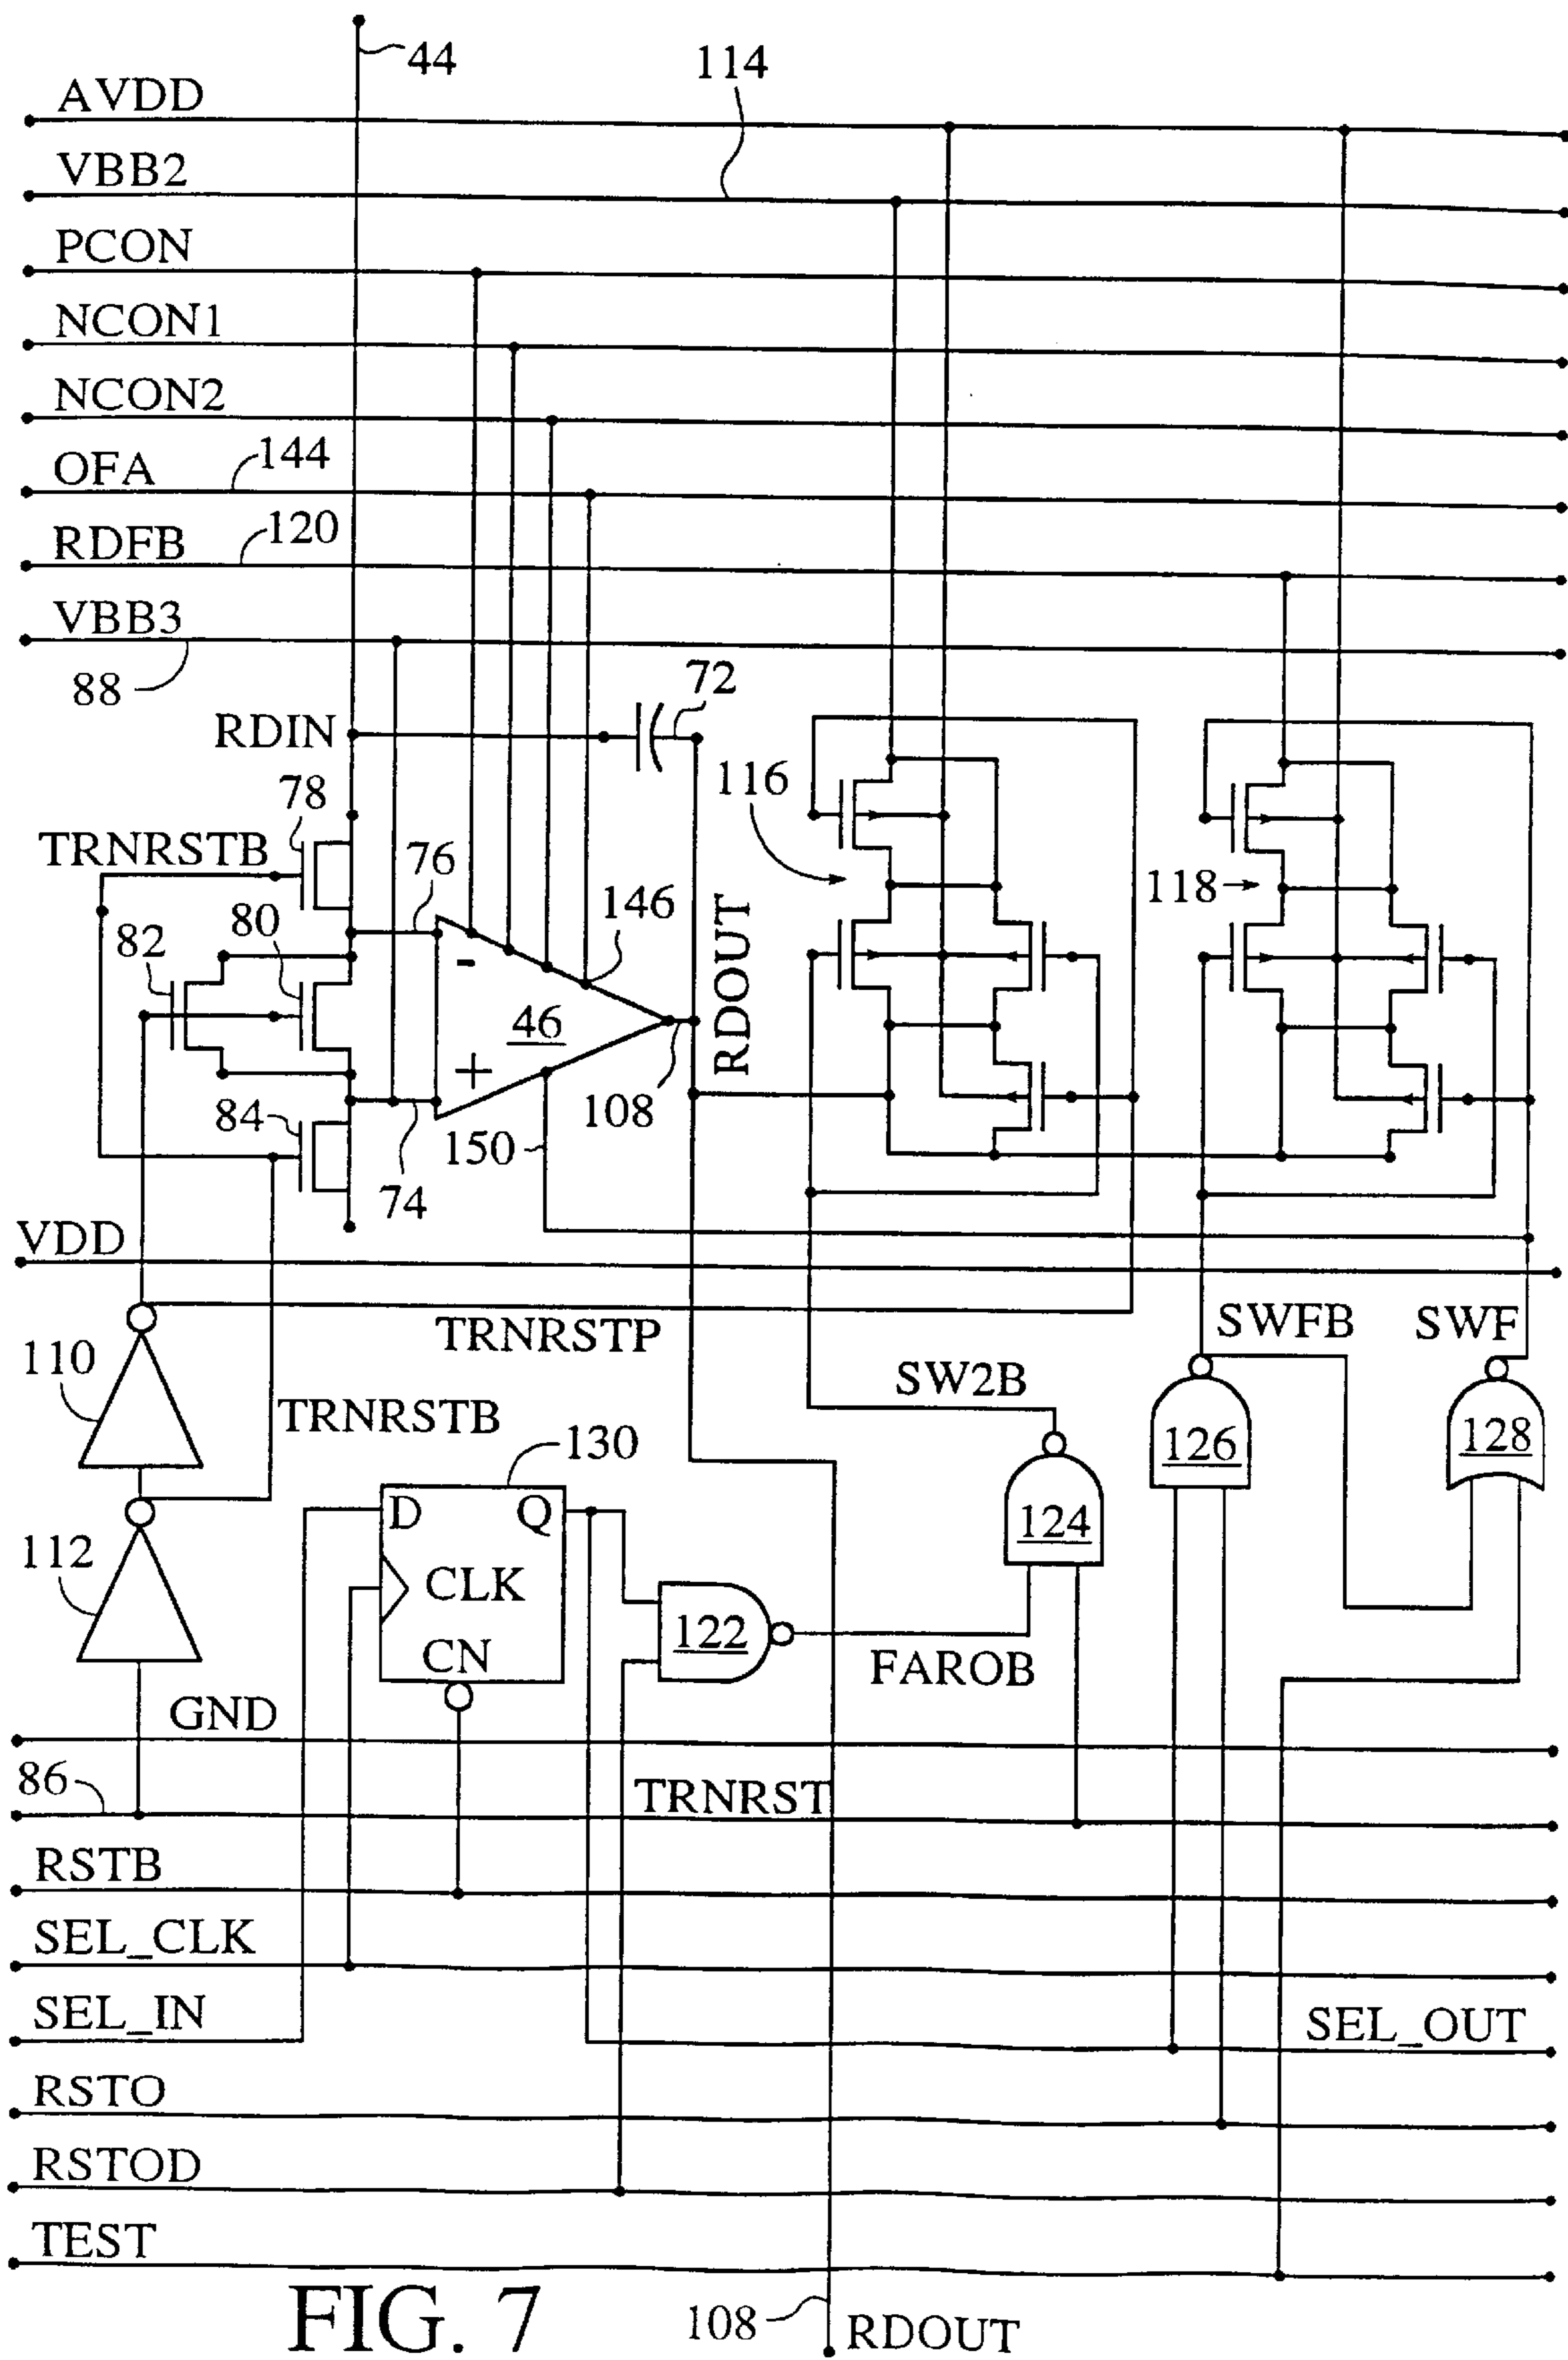 44
114
AVDD
VBB2
PCON
NCON1
NCON2
OFA
144
RDFB
120
VBB3
88
72
RDIN
78
116
TRNRSTB
76
118
80
146
82
-
46
RDOUT
+
84
108
150
74
VDD
TRNRSTP
SWFB
SWF
110
SW2B
TRNRSTB
130
126
128
D
Q
124
112
CLK
122
CN
FAROB
GND
86
TRNRST
RSTB
SEL_CLK
SEL_IN
SEL_OUT
RSTO
RSTOD
TEST
FIG. 7
108
RDOUT